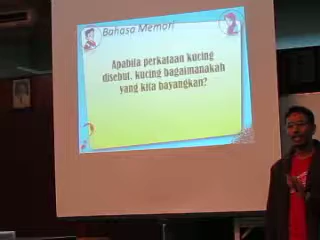 Bahasa Memori
Apabila perkataan kucing
disebut, kucing bagaimanakah
yang kita bayangkan?